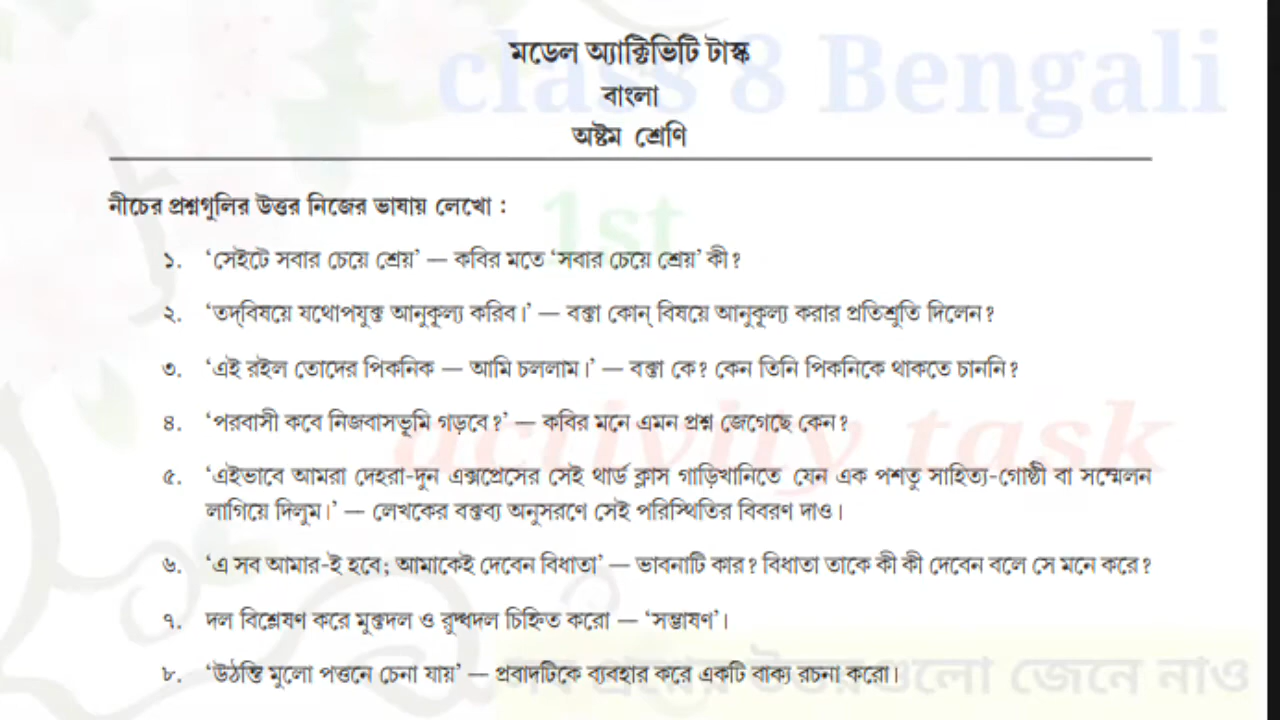 class 8 Bengali
মডেল অ্যাক্টিভিটি টাস্ক
বাংলা
অষ্টম শ্রেণি
1st
নীচের প্রশ্নগুলির উত্তর নিজের ভাষায় লেখো :
১. ‘সেইটে সবার চেয়ে শ্রেয়’ — কবির মতে ‘সবার চেয়ে শ্রেয়’ কী?
২. ‘তদ্‌বিষয়ে যথোপযুক্ত আনুকূল্য করিব।’ — বক্তা কোন্ বিষয়ে আনুকূল্য করার প্রতিশ্রুতি দিলেন?
৩. ‘এই রইল তোদের পিকনিক — আমি চললাম।’ — বক্তা কে? কেন তিনি পিকনিকে থাকতে চাননি?
৪. ‘পরবাসী কবে নিজবাসভূমি গড়বে?’ — কবির মনে এমন প্রশ্ন জেগেছে কেন?
activity task
৫. ‘এইভাবে আমরা দেহরা-দুন এক্সপ্রেসের সেই থার্ড ক্লাস গাড়িখানিতে যেন এক পশতু সাহিত্য-গোষ্ঠী বা সম্মেলন
লাগিয়ে দিলুম।’ — লেখকের বক্তব্য অনুসরণে সেই পরিস্থিতির বিবরণ দাও।
৬. ‘এ সব আমার-ই হবে; আমাকেই দেবেন বিধাতা’ — ভাবনাটি কার? বিধাতা তাকে কী কী দেবেন বলে সে মনে করে?
৭. দল বিশ্লেষণ করে মুক্তদল ও রুদ্ধদল চিহ্নিত করো — ‘সম্ভাষণ’।
৮. ‘উঠন্তি মুলো পত্তনে চেনা যায়’ — প্রবাদটিকে ব্যবহার করে একটি বাক্য রচনা করো।
সব প্রশ্নের উত্তরগুলো জেনে নাও